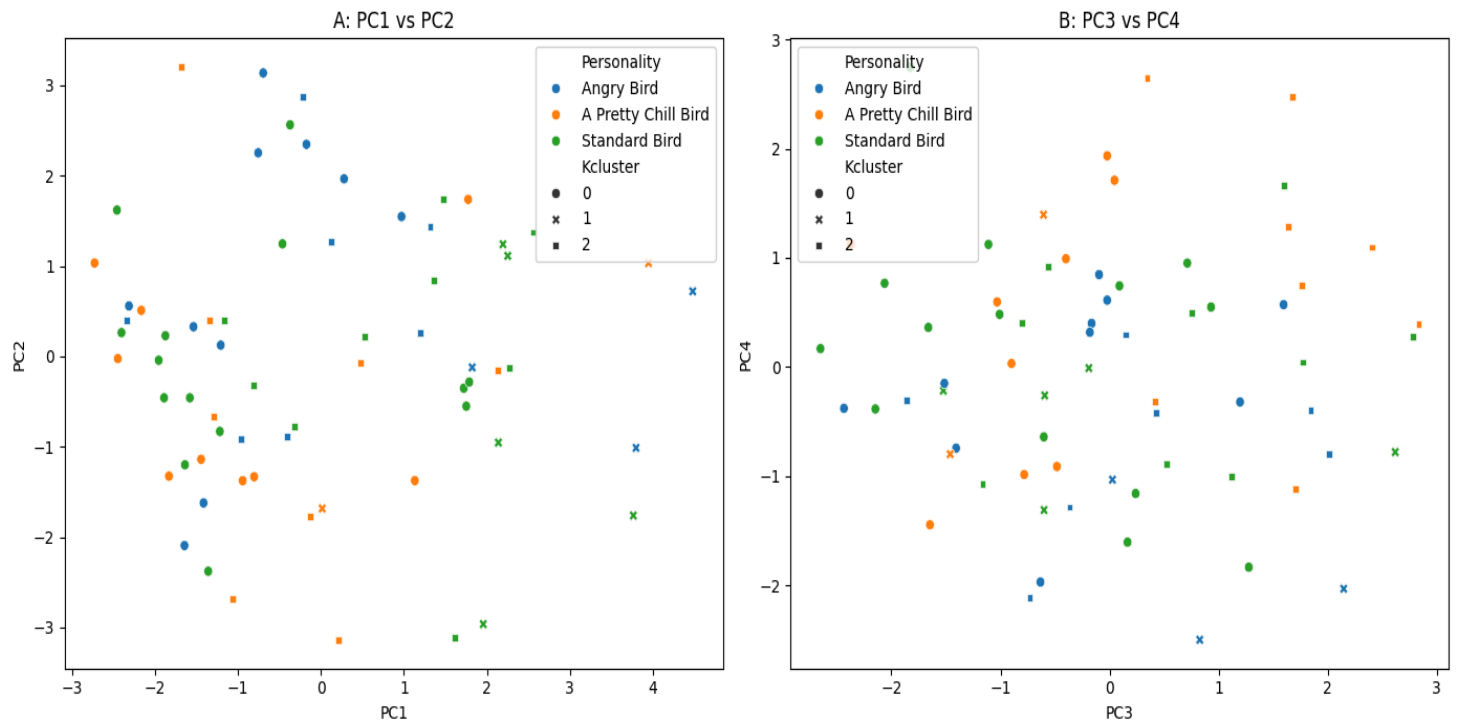 A: PC1 vs PC2
3
2
1
0
−1
−2
−3
PC2
−3
−2
−1
0
1
2
3
4
PC1
Personality
Angry Bird
A Pretty Chill Bird
Standard Bird
Kcluster
0
1
2
B: PC3 vs PC4
3
2
1
0
−1
−2
PC4
−2
−1
0
1
2
3
PC3
Personality
Angry Bird
A Pretty Chill Bird
Standard Bird
Kcluster
0
1
2